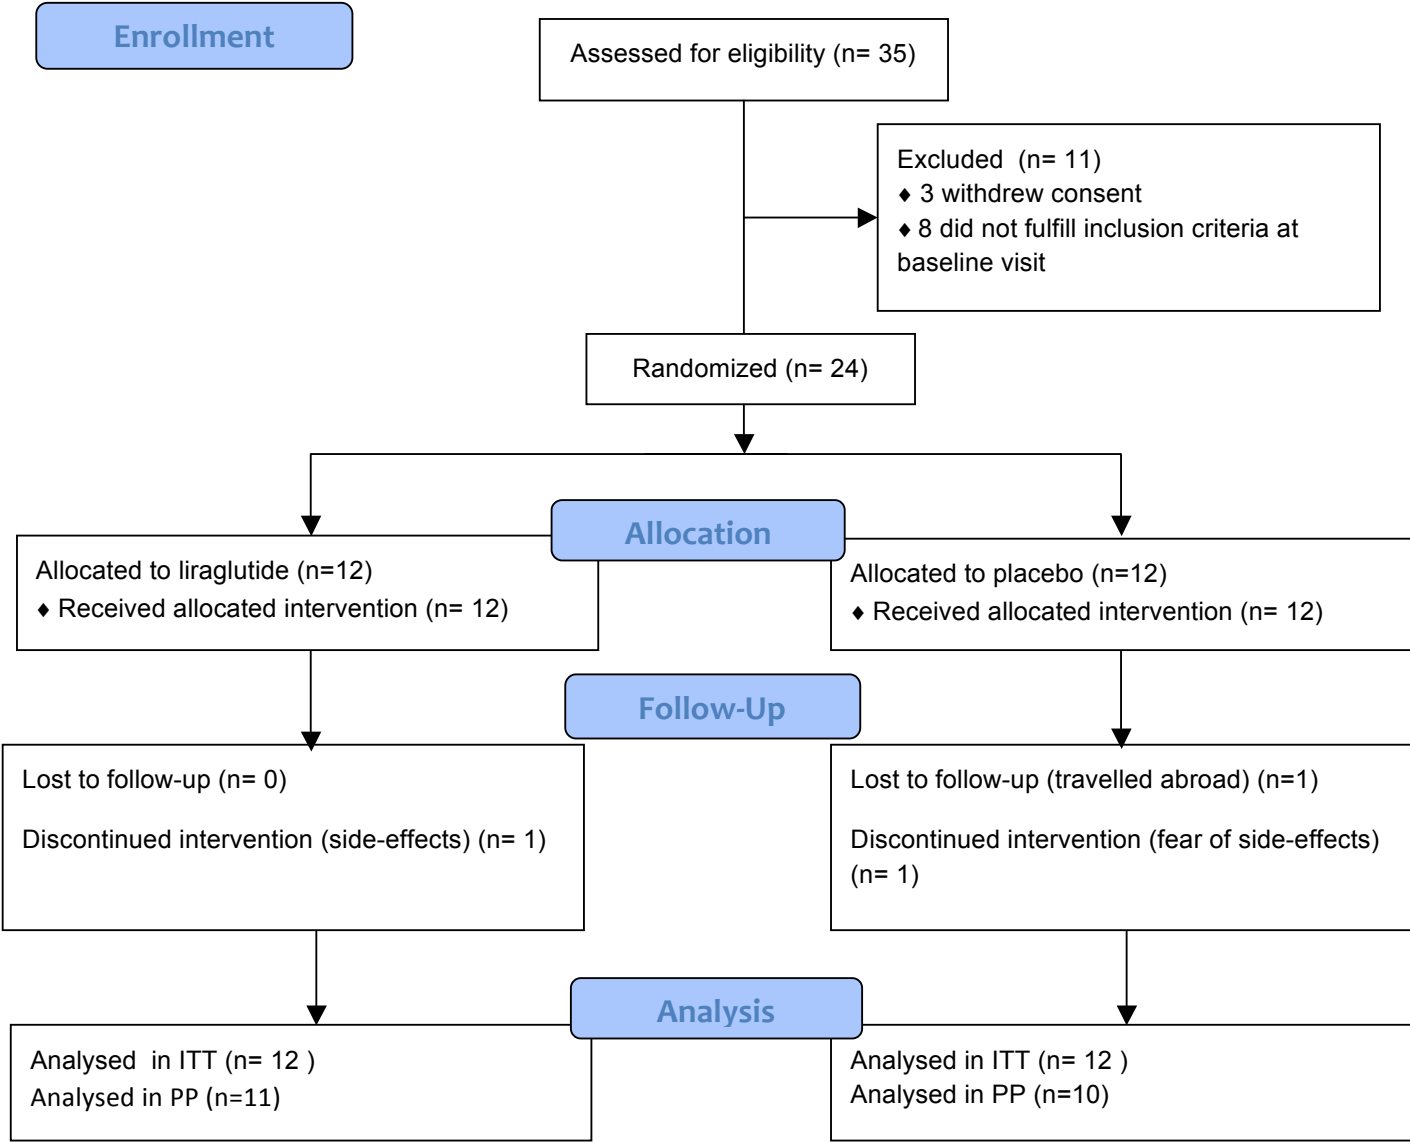 Enrollment
Assessed for eligibility (n= 35)
Excluded  (n= 11)
♦ 3 withdrew consent
♦ 8 did not fulfill inclusion criteria at
baseline visit
Randomized (n= 24)
Allocation
Allocated to liraglutide (n=12)
♦ Received allocated intervention (n= 12)
Allocated to placebo (n=12)
♦ Received allocated intervention (n= 12)
Follow-Up
Lost to follow-up (n= 0)
Discontinued intervention (side-effects) (n= 1)
Lost to follow-up (travelled abroad) (n=1)
Discontinued intervention (fear of side-effects)
(n= 1)
Analysis
Analysed  in ITT (n= 12 )
Analysed in PP (n=11)
Analysed in ITT (n= 12 )
Analysed in PP (n=10)